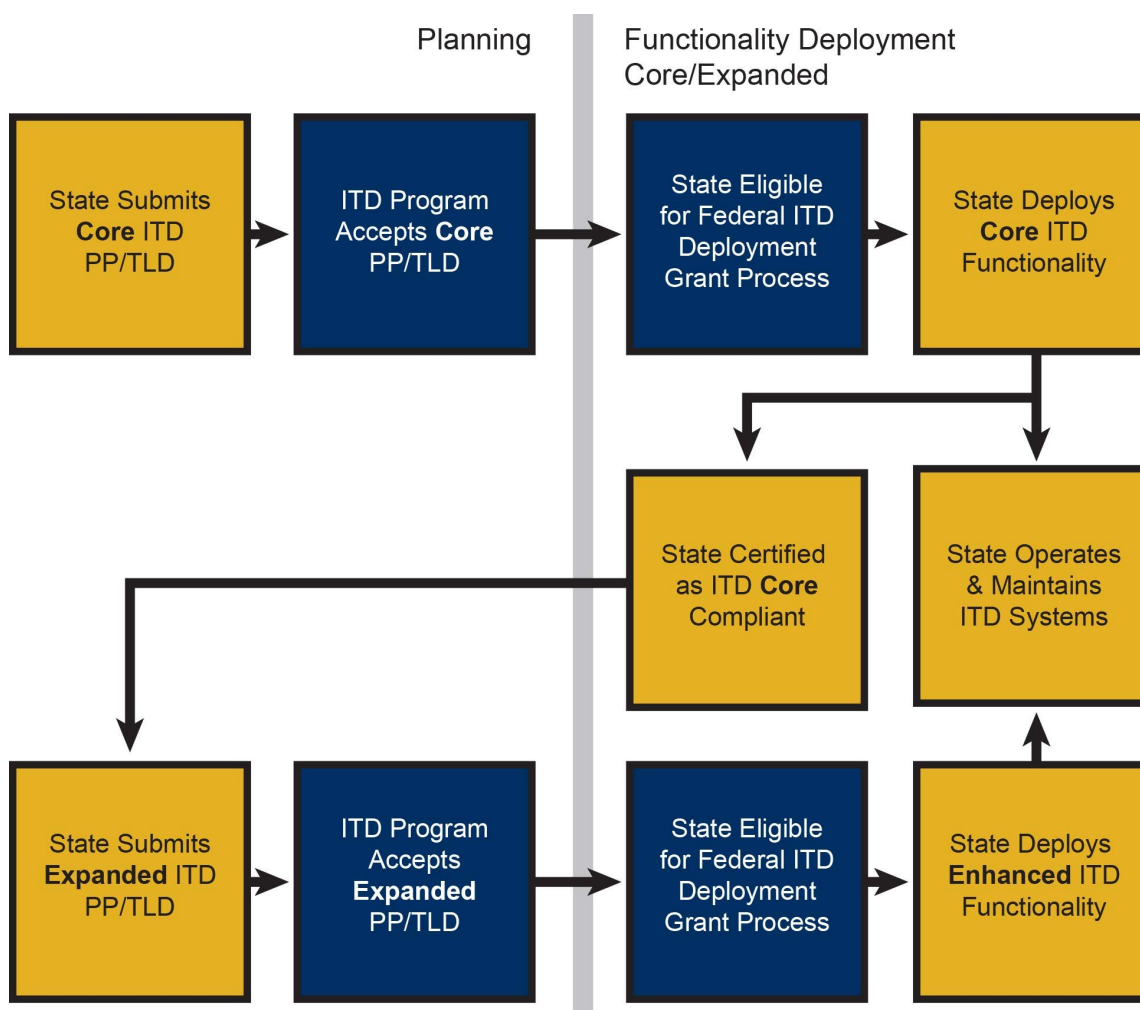 Planning
Functionality Deployment
Core/Expanded
State Submits
Core ITD
PP/TLD
ITD Program
Accepts Core
PP/TLD
State Eligible
for Federal ITD
Deployment
Grant Process
State Deploys
Core ITD
Functionality
State Certified
as ITD Core
Compliant
State Operates
& Maintains
ITD Systems
State Submits
Expanded ITD
PP/TLD
ITD Program
Accepts
Expanded
PP/TLD
State Eligible
for Federal ITD
Deployment
Grant Process
State Deploys
Enhanced ITD
Functionality